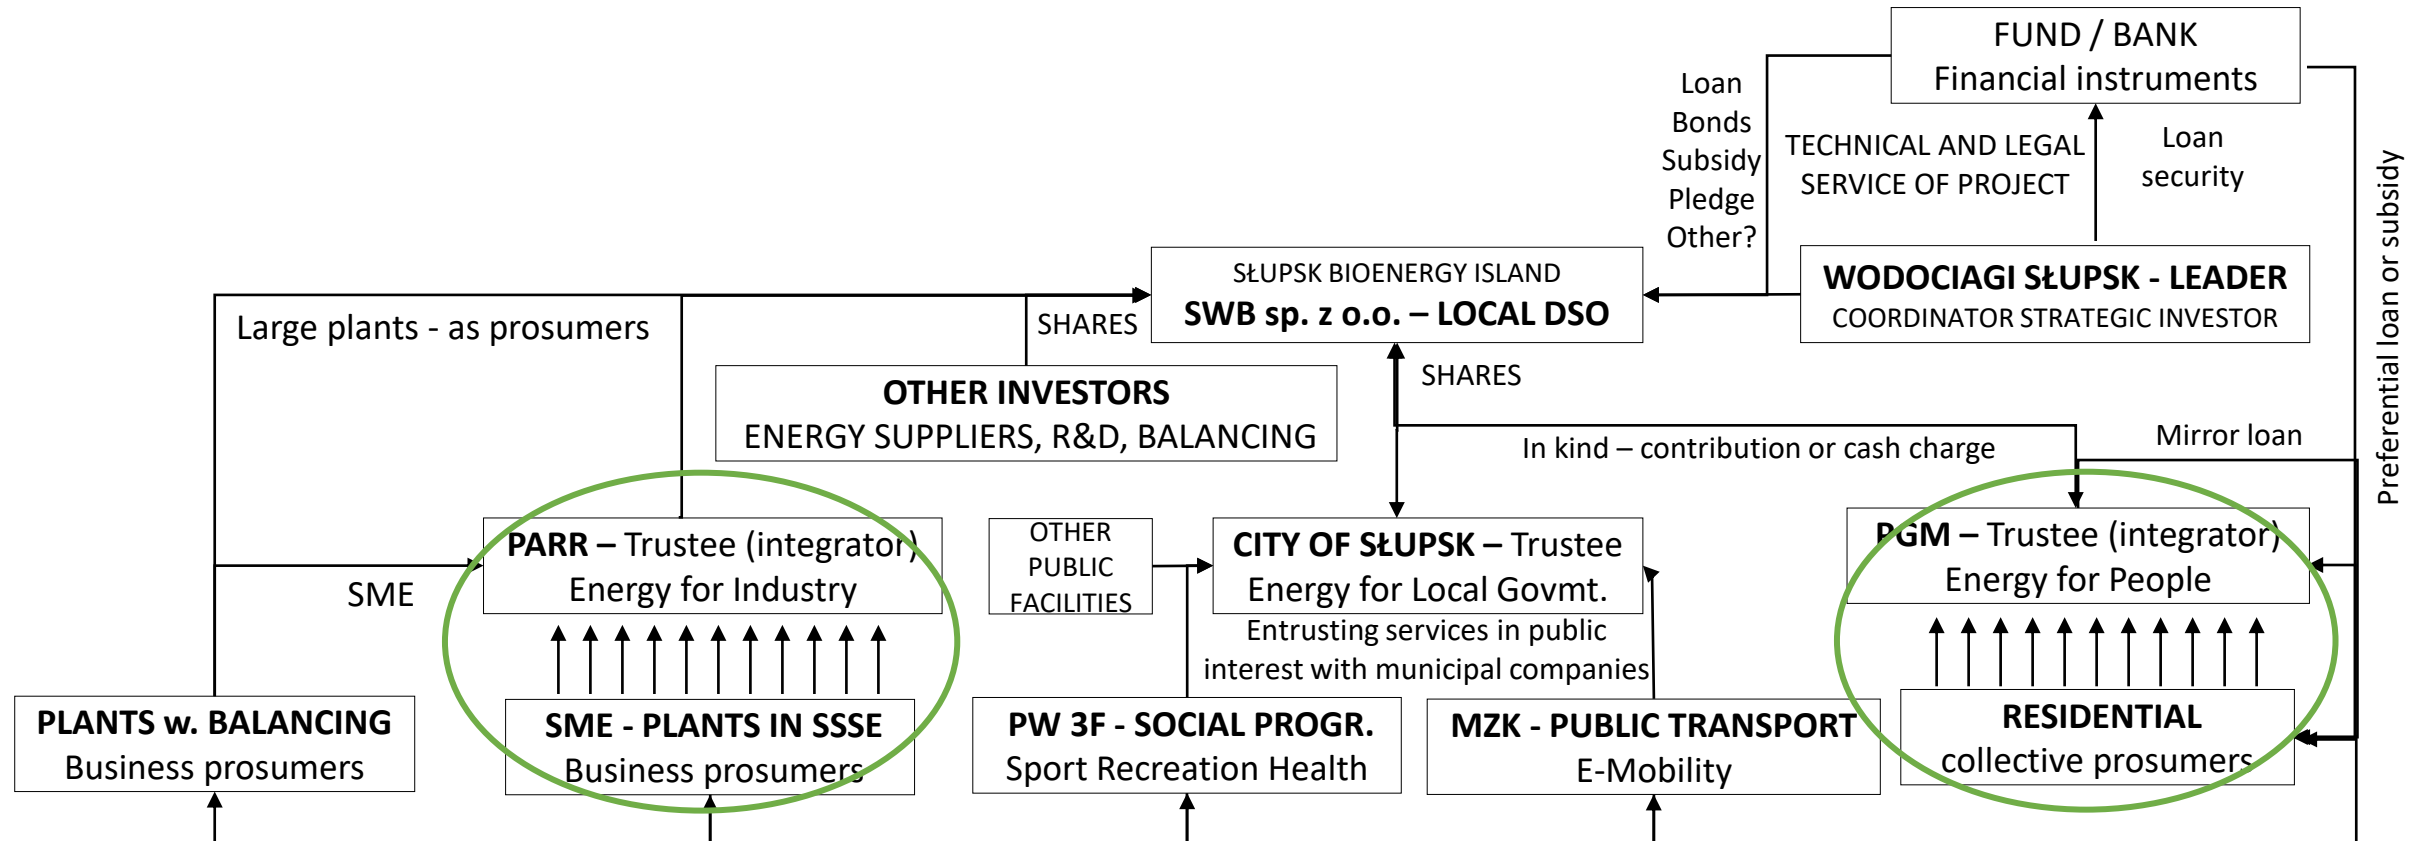 FUND / BANK
Financial instruments
Loan
Bonds
Subsidy
Pledge
Other?
TECHNICAL AND LEGAL
SERVICE OF PROJECT
Loan
security
Preferential loan or subsidy
SŁUPSK BIOENERGY ISLAND
SWB sp. z o.o. – LOCAL DSO
WODOCIAGI SŁUPSK - LEADER
COORDINATOR STRATEGIC INVESTOR
Large plants - as prosumers
SHARES
OTHER INVESTORS
ENERGY SUPPLIERS, R&D, BALANCING
SHARES
In kind – contribution or cash charge
Mirror loan
SME
PARR – Trustee (integrator)
Energy for Industry
OTHER
PUBLIC
FACILITIES
CITY OF SŁUPSK – Trustee
Energy for Local Govmt.
Entrusting services in public
interest with municipal companies
PGM – Trustee (integrator)
Energy for People
PLANTS w. BALANCING
Business prosumers
SME - PLANTS IN SSSE
Business prosumers
PW 3F - SOCIAL PROGR.
Sport Recreation Health
MZK - PUBLIC TRANSPORT
E-Mobility
RESIDENTIAL
collective prosumers